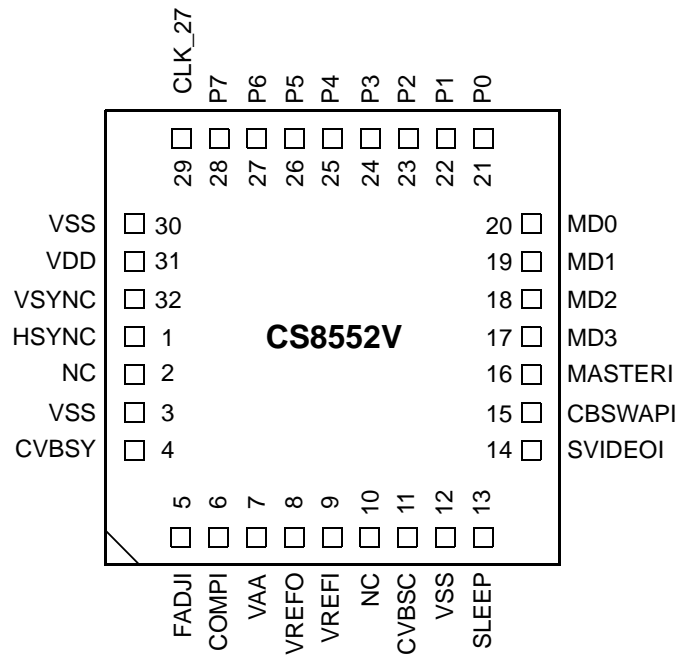 CLK_27 P7 P6 P5 P4 P3 P2 P1 P0
29 28 27 26 25 24 23 22 21
VSS 30 20 MD0
VDD 31 19 MD1
VSYNC 32 18 MD2
HSYNC 1 CS8552V 17 MD3
NC 2 16 MASTERI
VSS 3 15 CBSWAPI
CVBSY 4 14 SVIDEOI
5 6 7 8 9 10 11 12 13
FADJI COMPI VAA VREFO VREFI NC CVBSC VSS SLEEP